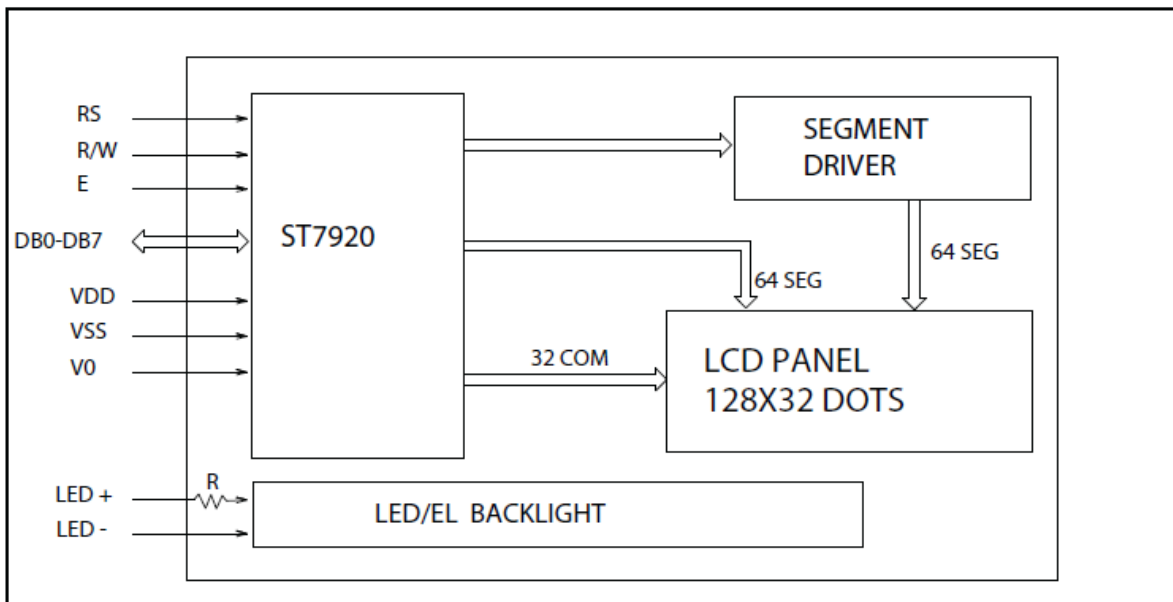 RS
R/W
E
DB0-DB7
VDD
VSS
V0
LED +
LED -
R
ST7920
SEGMENT
DRIVER
64 SEG
64 SEG
32 COM
LCD PANEL
128X32 DOTS
LED/EL BACKLIGHT